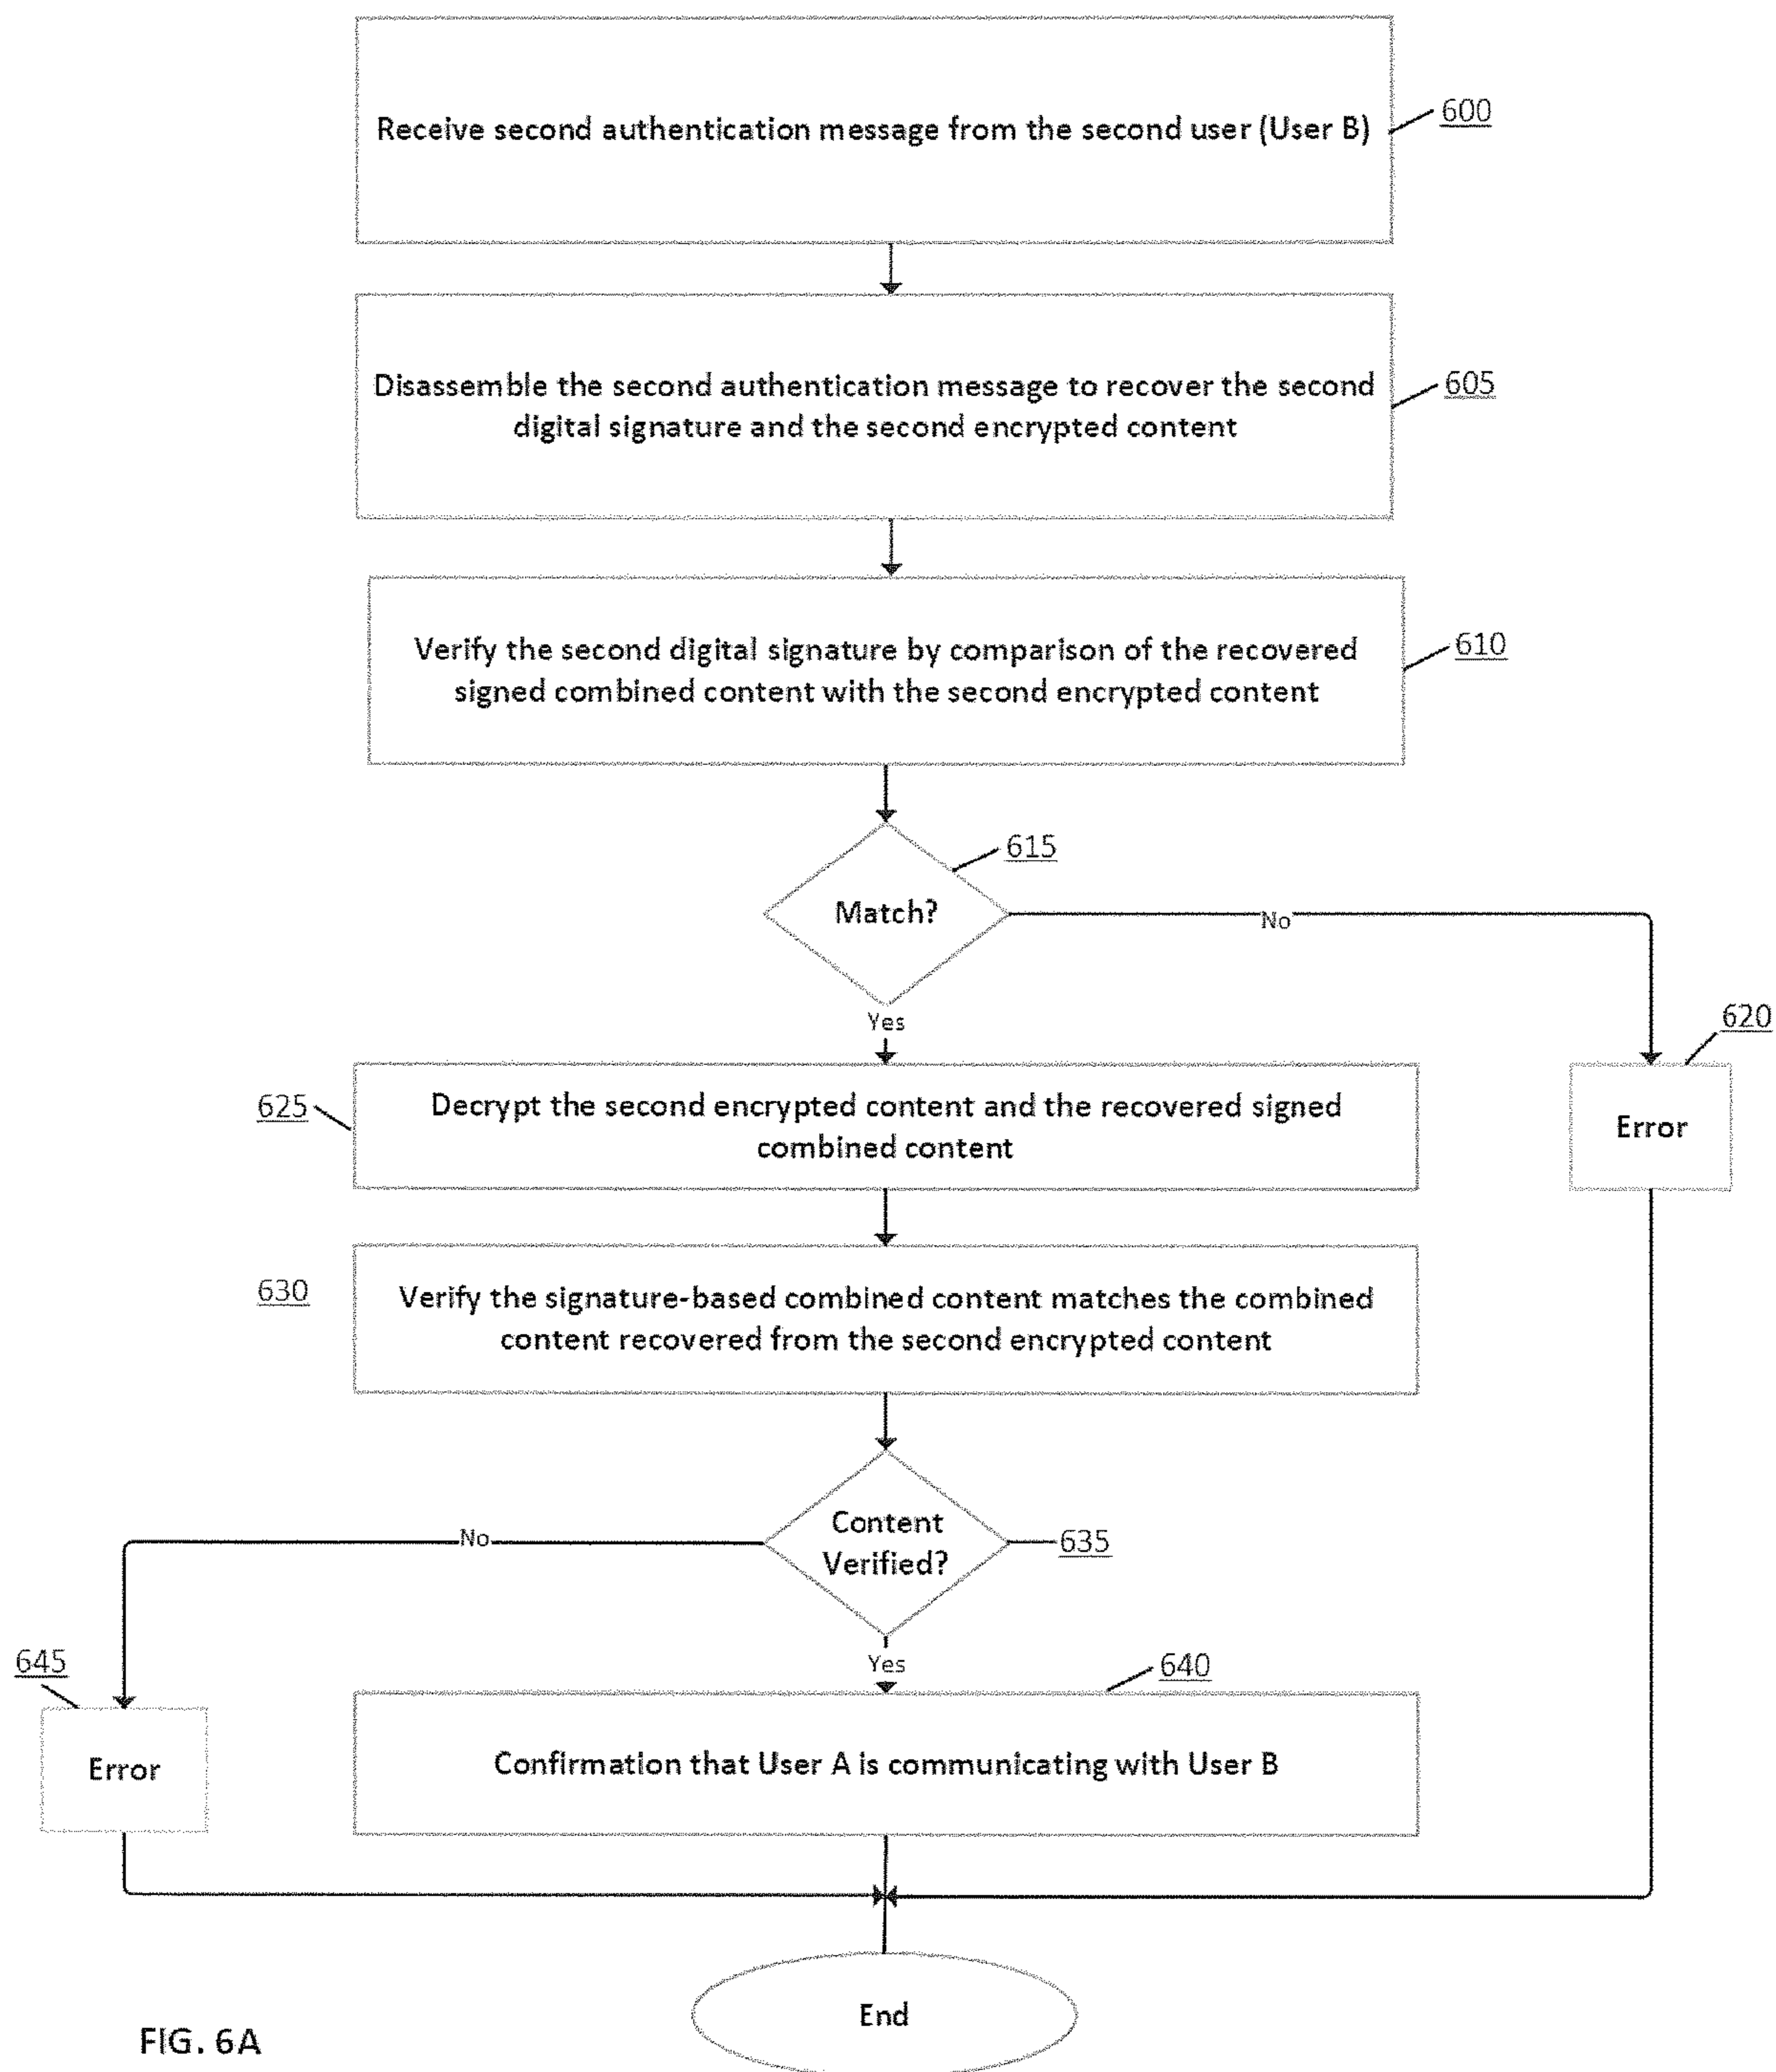 Receive second authentication message from the second user (User B)
600
Disassemble the second authentication message to recover the second
digital signature and the second encrypted content
605
Verify the second digital signature by comparison of the recovered
signed combined content with the second encrypted content
610
615
Match?
No
Yes
620
625
Decrypt the second encrypted content and the recovered signed
combined content
Error
630
Verify the signature-based combined content matches the combined
content recovered from the second encrypted content
Content
Verified?
635
No
Yes
645
640
Error
Confirmation that User A is communicating with User B
End
FIG. 6A